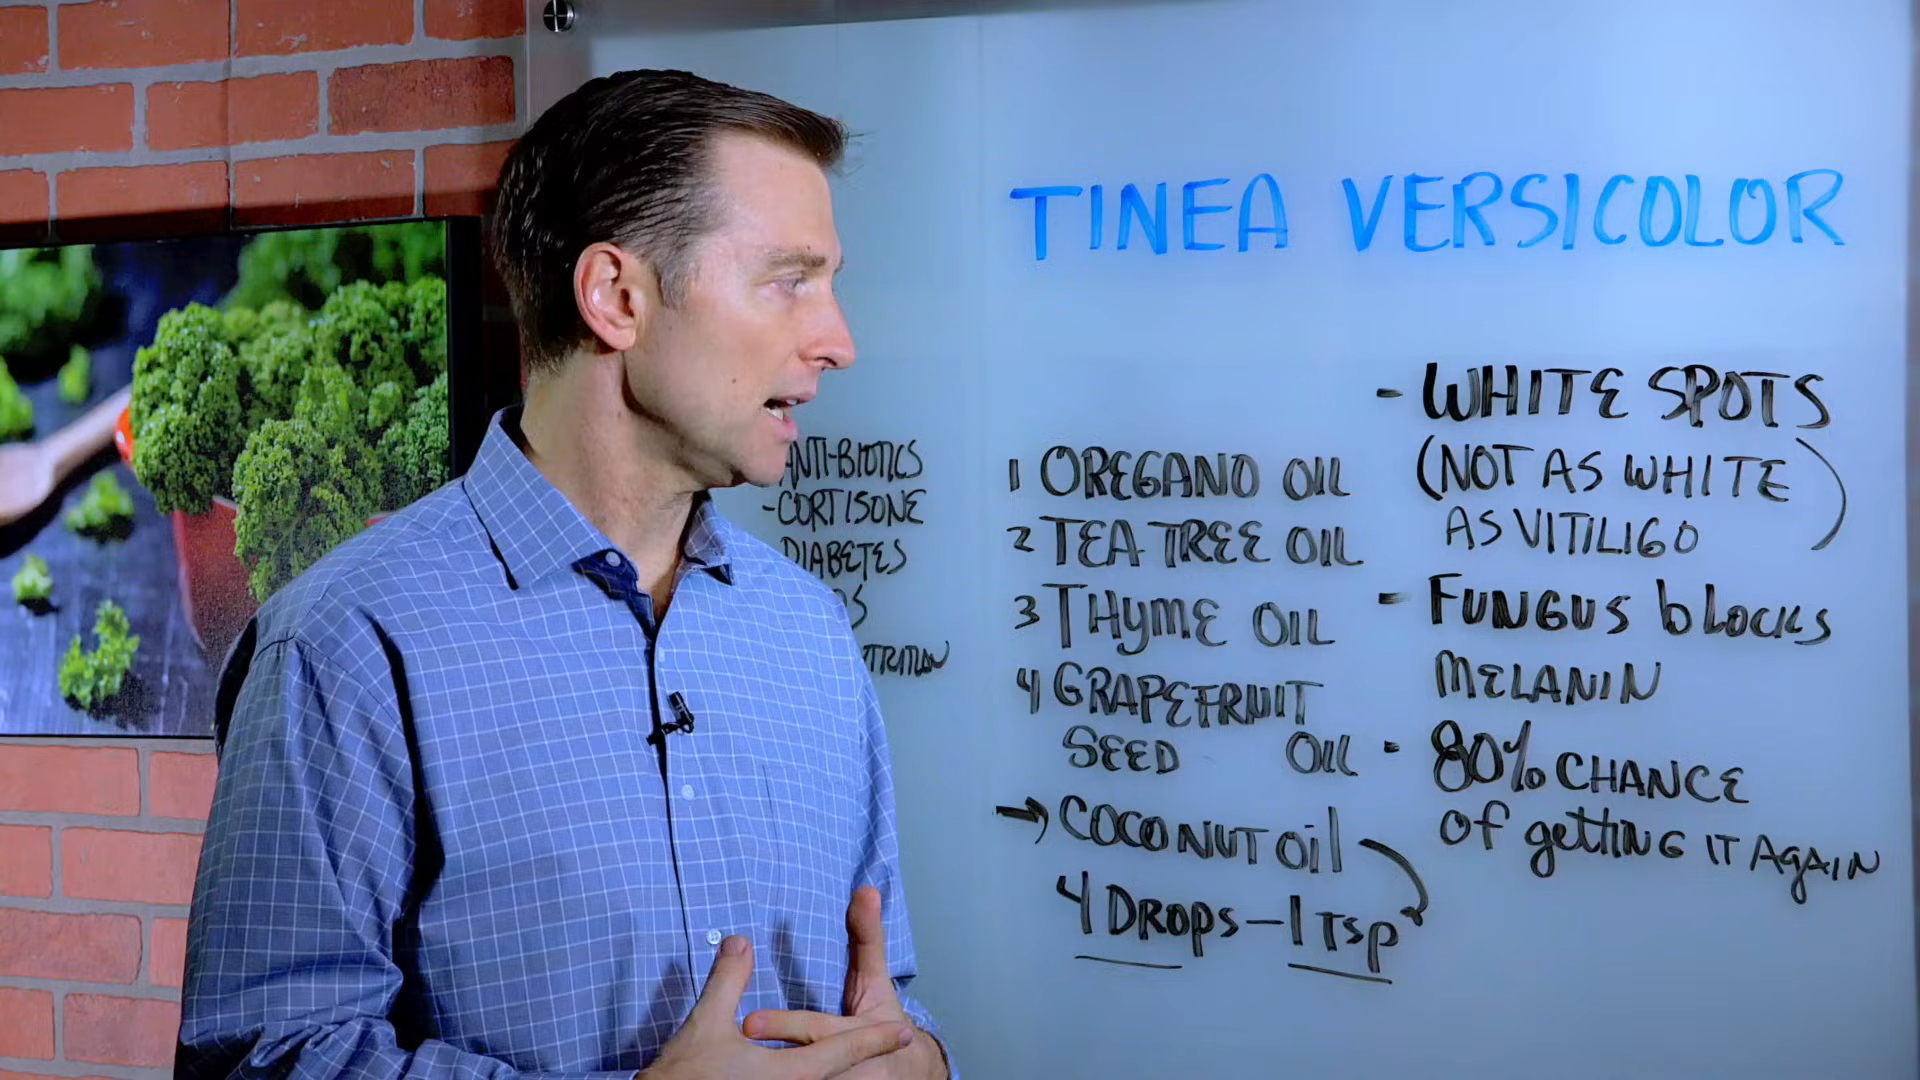 TINEA VERSICOLOR
ANTI-BIOTICS
-CORTISONE
DIABETES
1 OREGANO OIL
2 TEA TREE OIL
3 THYME OIL
4 GRAPEFRUIT
SEED OIL
→ COCONUT OIL
4 DROPS - 1 TSP
- WHITE SPOTS
(NOT AS WHITE
AS VITILIGO)
- FUNGUS bLOCKS
MELANIN
- 80% CHANCE
Of gettING IT AGAIN